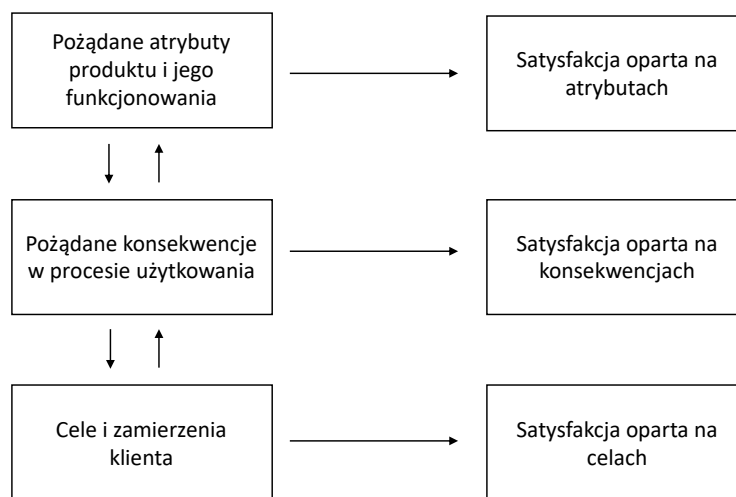 Pożądane atrybuty
produktu i jego
funkcjonowania
Satysfakcja oparta na
atrybutach
Pożądane konsekwencje
w procesie użytkowania
Satysfakcja oparta na
konsekwencjach
Cele i zamierzenia
klienta
Satysfakcja oparta na
celach